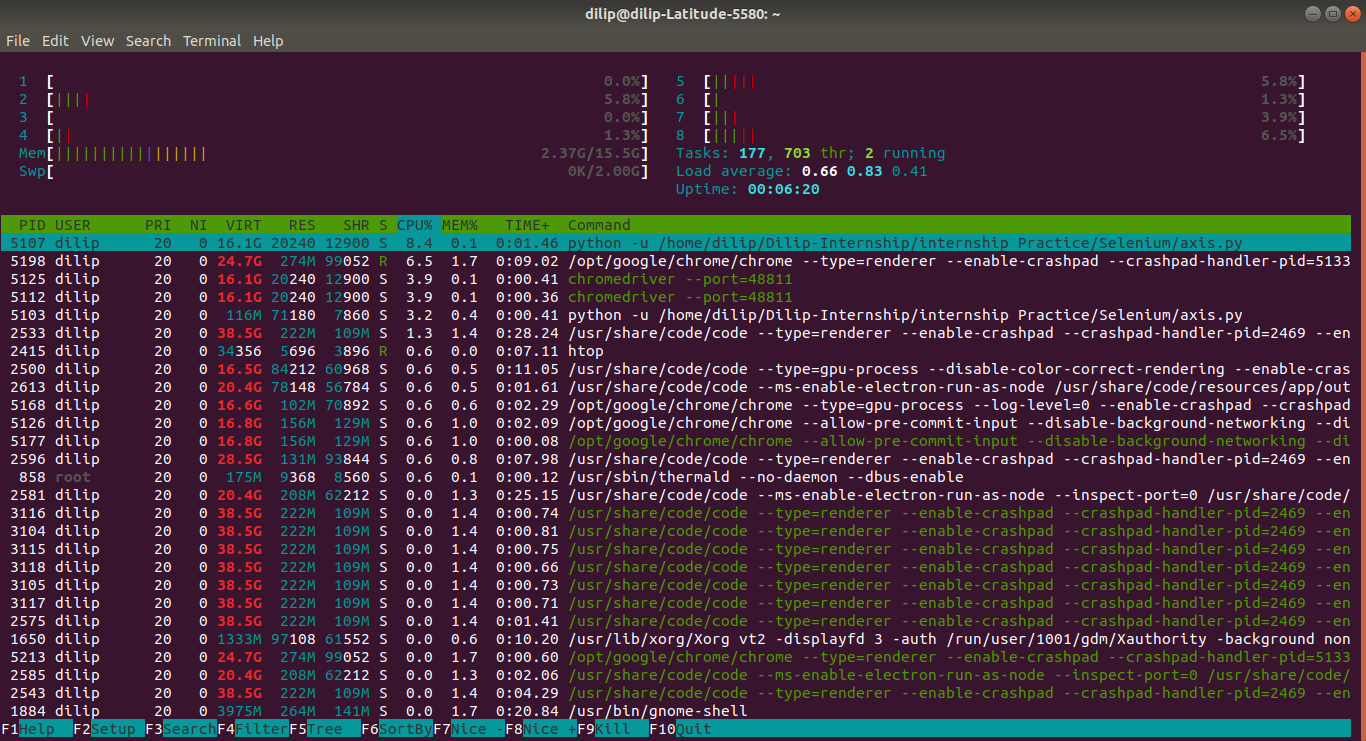 dilip@dilip-Latitude-5580: ~
File Edit View Search Terminal Help
1 [ 0.0%] 5 [||||| 5.8%]
2 [|||| 5.8%] 6 [| 1.3%]
3 [ 0.0%] 7 [||| 3.9%]
4 [|| 1.3%] 8 [||||| 6.5%]
Mem[||||||||||||||||| 2.37G/15.5G] Tasks: 177, 703 thr; 2 running
Swp[ 0K/2.00G] Load average: 0.66 0.83 0.41
Uptime: 00:06:20
PID USER PRI NI VIRT RES SHR S CPU% MEM% TIME+ Command
5107 dilip 20 0 16.1G 20240 12900 S 8.4 0.1 0:01.46 python -u /home/dilip/Dilip-Internship/internship Practice/Selenium/axis.py
5198 dilip 20 0 24.7G 274M 99052 R 6.5 1.7 0:09.02 /opt/google/chrome/chrome --type=renderer --enable-crashpad --crashpad-handler-pid=5133
5125 dilip 20 0 16.1G 20240 12900 S 3.9 0.1 0:00.41 chromedriver --port=48811
5112 dilip 20 0 16.1G 20240 12900 S 3.9 0.1 0:00.36 chromedriver --port=48811
5103 dilip 20 0 116M 71180 7860 S 3.2 0.4 0:00.41 python -u /home/dilip/Dilip-Internship/internship Practice/Selenium/axis.py
2533 dilip 20 0 38.5G 222M 109M S 1.3 1.4 0:28.24 /usr/share/code/code --type=renderer --enable-crashpad --crashpad-handler-pid=2469 --en
2415 dilip 20 0 34356 5696 3896 R 0.6 0.0 0:07.11 htop
2500 dilip 20 0 16.5G 84212 60968 S 0.6 0.5 0:11.05 /usr/share/code/code --type=gpu-process --disable-color-correct-rendering --enable-cras
2613 dilip 20 0 20.4G 78148 56784 S 0.6 0.5 0:01.61 /usr/share/code/code --ms-enable-electron-run-as-node /usr/share/code/resources/app/out
5168 dilip 20 0 16.6G 102M 70892 S 0.6 0.6 0:02.29 /opt/google/chrome/chrome --type=gpu-process --log-level=0 --enable-crashpad --crashpad
5126 dilip 20 0 16.8G 156M 129M S 0.6 1.0 0:02.09 /opt/google/chrome/chrome --allow-pre-commit-input --disable-background-networking --di
5177 dilip 20 0 16.8G 156M 129M S 0.6 1.0 0:00.08 /opt/google/chrome/chrome --allow-pre-commit-input --disable-background-networking --di
2596 dilip 20 0 28.5G 131M 93844 S 0.6 0.8 0:07.98 /usr/share/code/code --type=renderer --enable-crashpad --crashpad-handler-pid=2469 --en
858 root 20 0 175M 9368 8560 S 0.6 0.1 0:00.12 /usr/sbin/thermald --no-daemon --dbus-enable
2581 dilip 20 0 20.4G 208M 62212 S 0.0 1.3 0:25.15 /usr/share/code/code --ms-enable-electron-run-as-node --inspect-port=0 /usr/share/code/
3116 dilip 20 0 38.5G 222M 109M S 0.0 1.4 0:00.74 /usr/share/code/code --type=renderer --enable-crashpad --crashpad-handler-pid=2469 --en
3104 dilip 20 0 38.5G 222M 109M S 0.0 1.4 0:00.81 /usr/share/code/code --type=renderer --enable-crashpad --crashpad-handler-pid=2469 --en
3115 dilip 20 0 38.5G 222M 109M S 0.0 1.4 0:00.75 /usr/share/code/code --type=renderer --enable-crashpad --crashpad-handler-pid=2469 --en
3118 dilip 20 0 38.5G 222M 109M S 0.0 1.4 0:00.66 /usr/share/code/code --type=renderer --enable-crashpad --crashpad-handler-pid=2469 --en
3105 dilip 20 0 38.5G 222M 109M S 0.0 1.4 0:00.73 /usr/share/code/code --type=renderer --enable-crashpad --crashpad-handler-pid=2469 --en
3117 dilip 20 0 38.5G 222M 109M S 0.0 1.4 0:00.71 /usr/share/code/code --type=renderer --enable-crashpad --crashpad-handler-pid=2469 --en
2575 dilip 20 0 38.5G 222M 109M S 0.0 1.4 0:01.41 /usr/share/code/code --type=renderer --enable-crashpad --crashpad-handler-pid=2469 --en
1650 dilip 20 0 1333M 97108 61552 S 0.0 0.6 0:10.20 /usr/lib/xorg/Xorg vt2 -displayfd 3 -auth /run/user/1001/gdm/Xauthority -background non
5213 dilip 20 0 24.7G 274M 99052 S 0.0 1.7 0:00.60 /opt/google/chrome/chrome --type=renderer --enable-crashpad --crashpad-handler-pid=5133
2585 dilip 20 0 20.4G 208M 62212 S 0.0 1.3 0:02.06 /usr/share/code/code --ms-enable-electron-run-as-node --inspect-port=0 /usr/share/code/
2543 dilip 20 0 38.5G 222M 109M S 0.0 1.4 0:04.29 /usr/share/code/code --type=renderer --enable-crashpad --crashpad-handler-pid=2469 --en
1884 dilip 20 0 3975M 264M 141M S 0.0 1.7 0:20.84 /usr/bin/gnome-shell
F1Help F2Setup F3SearchF4FilterF5Tree F6SortByF7Nice -F8Nice +F9Kill F10Quit